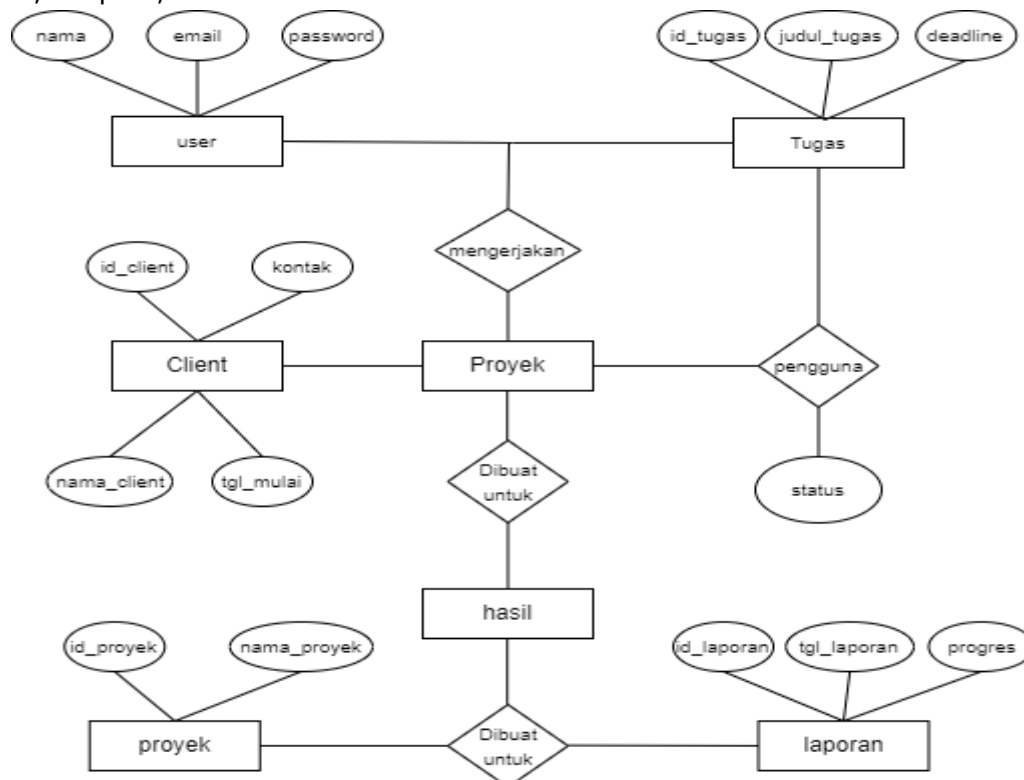 nama
email
password
id_tugas
judul_tugas
deadline
user
Tugas
mengerjakan
id_client
kontak
Client
Proyek
pengguna
nama_client
tgl_mulai
Dibuat
untuk
status
hasil
id_proyek
nama_proyek
id_laporan
tgl_laporan
progres
proyek
Dibuat
untuk
laporan